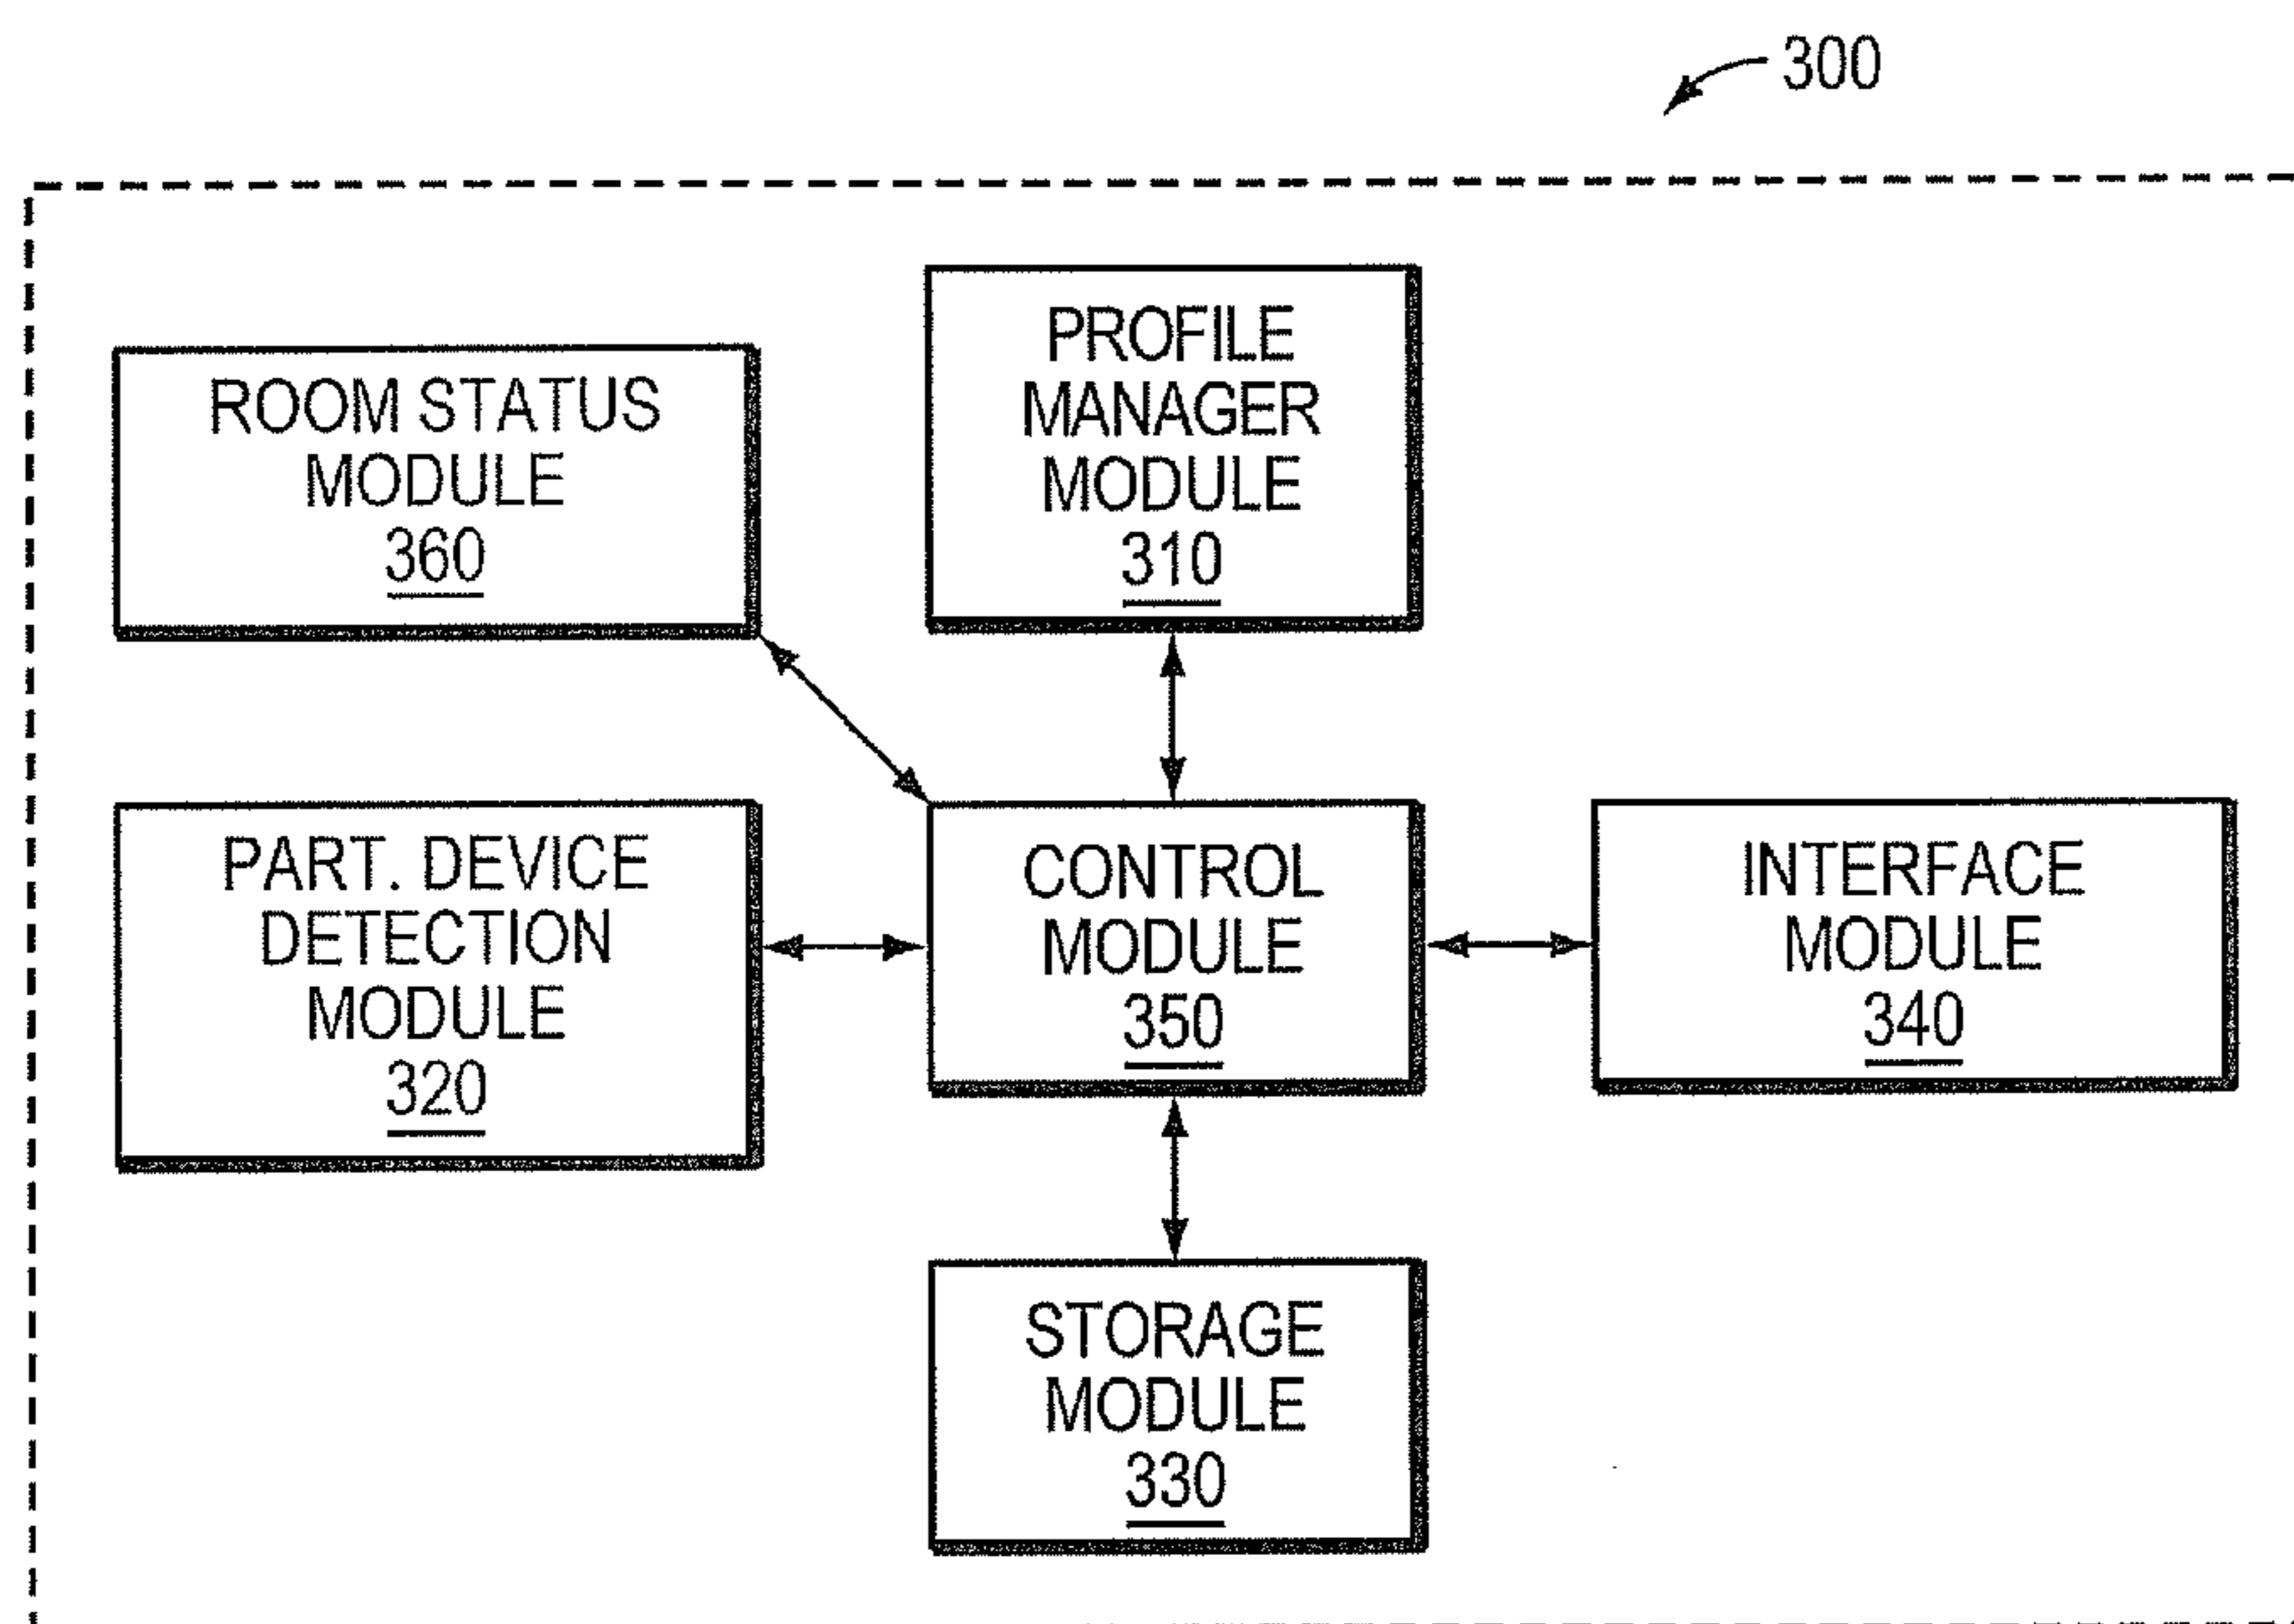 300
ROOM STATUS
MODULE
360
PROFILE
MANAGER
MODULE
310
PART. DEVICE
DETECTION
MODULE
320
CONTROL
MODULE
350
INTERFACE
MODULE
340
STORAGE
MODULE
330